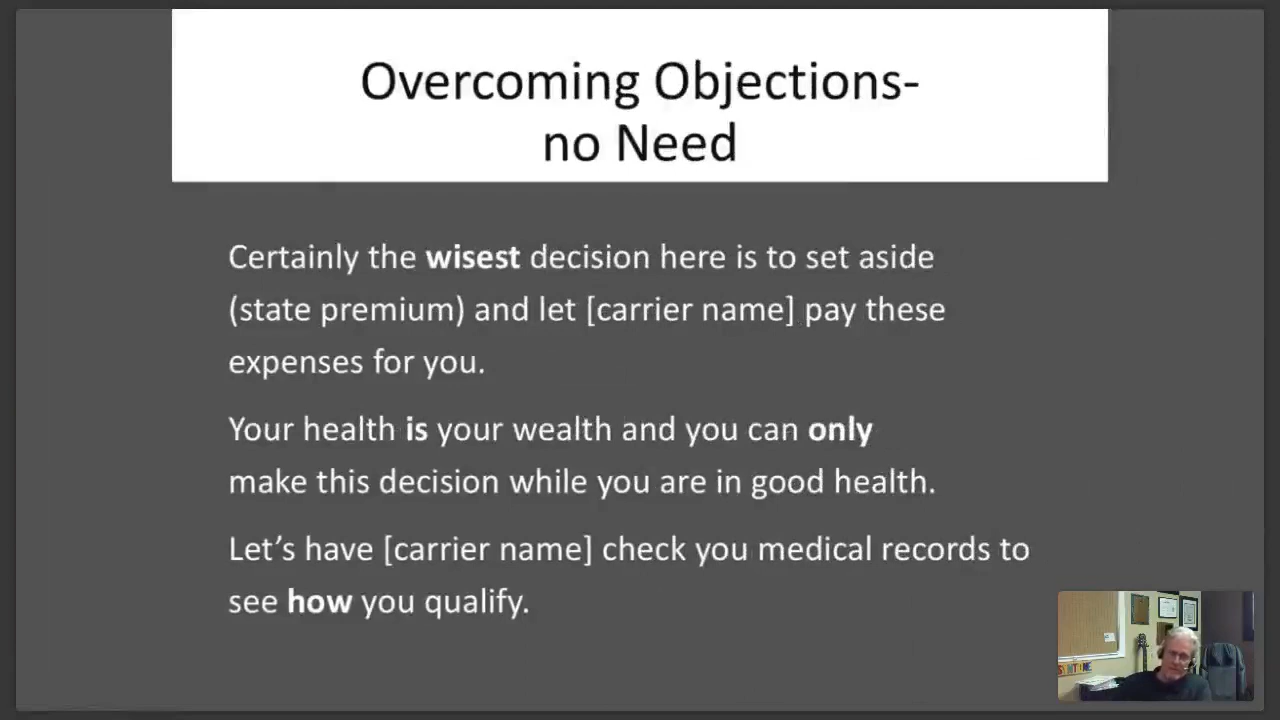 Overcoming Objections-
no Need
Certainly the wisest decision here is to set aside
(state premium) and let [carrier name] pay these
expenses for you.
Your health is your wealth and you can only
make this decision while you are in good health.
Let’s have [carrier name] check you medical records to
see how you qualify.